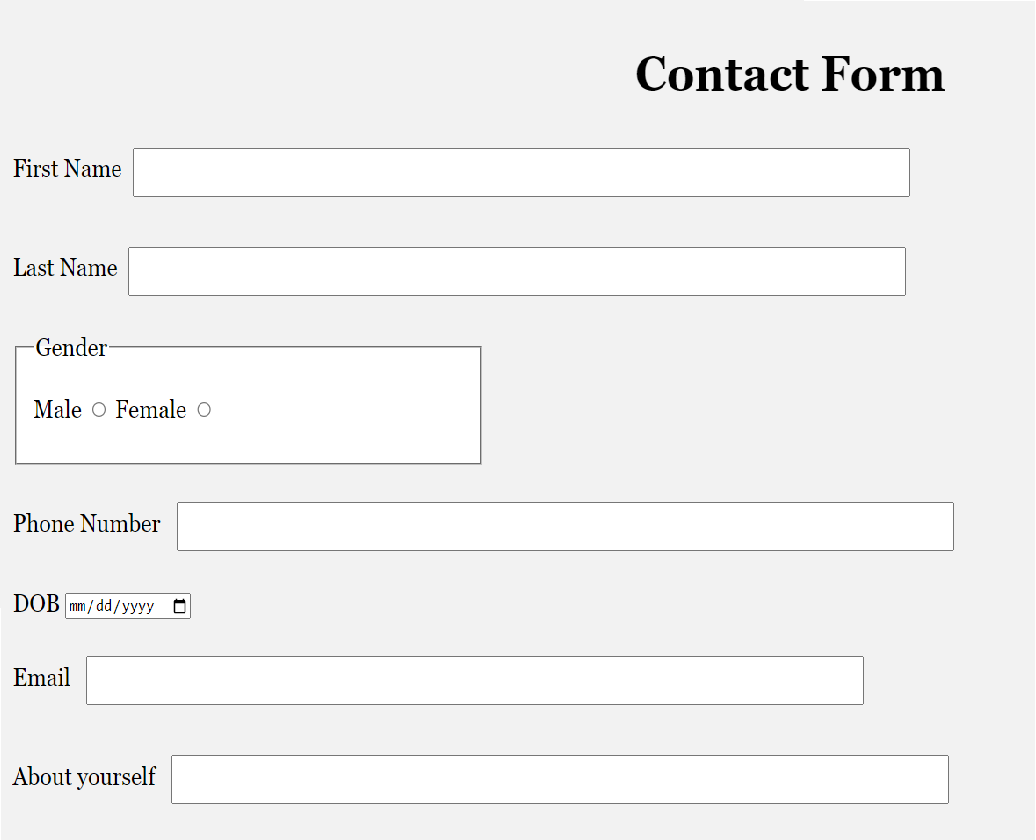 Contact Form
First Name
Last Name
Gender
Male Female
Phone Number
DOB mm/dd/yyyy
Email
About yourself